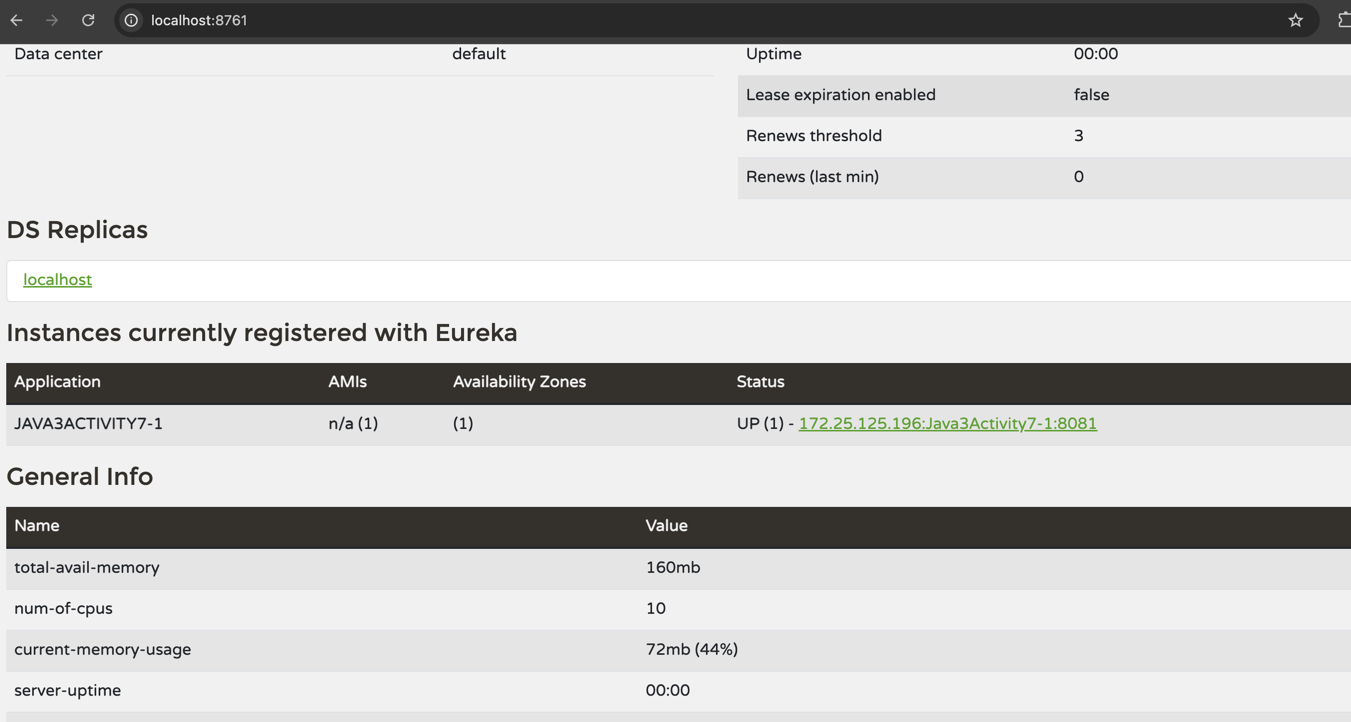 localhost:8761
Data center default
Uptime 00:00
Lease expiration enabled false
Renews threshold 3
Renews (last min) 0
DS Replicas
localhost
Instances currently registered with Eureka
Application AMIs Availability Zones Status
JAVA3ACTIVITY7-1 n/a (1) (1) UP (1) - 172.25.125.196:Java3Activity7-1:8081
General Info
Name Value
total-avail-memory 160mb
num-of-cpus 10
current-memory-usage 72mb (44%)
server-uptime 00:00